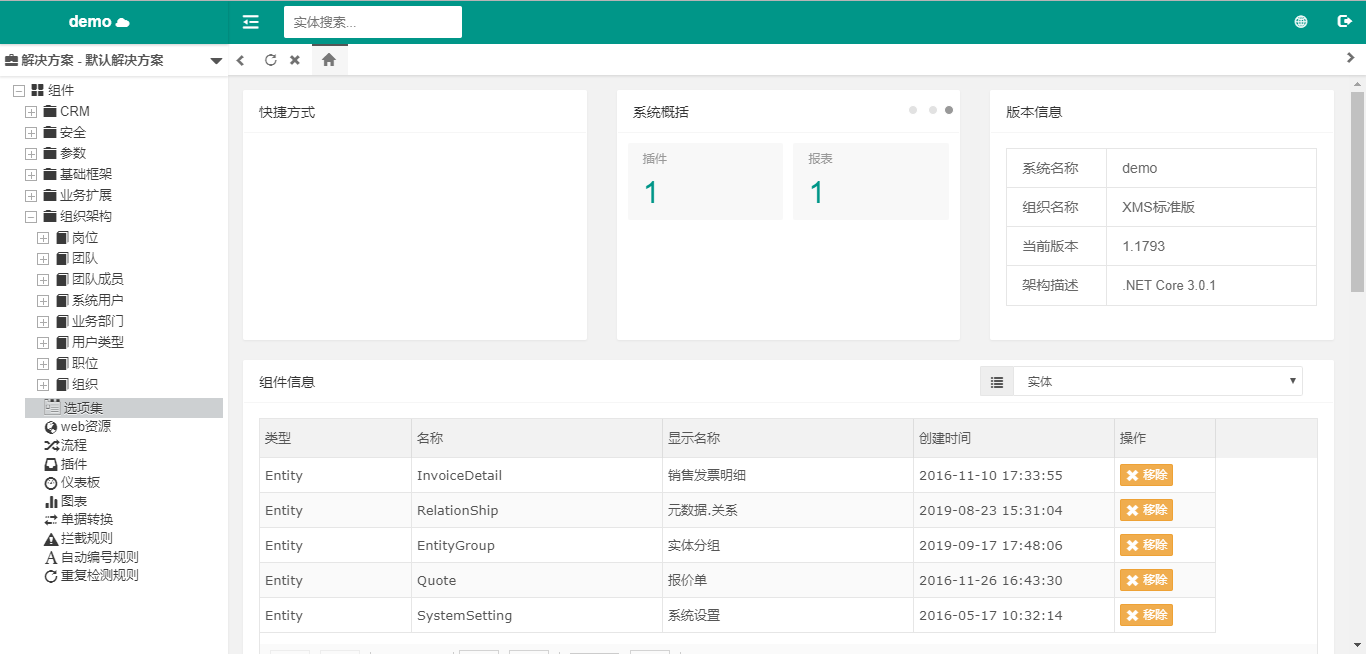 demo
实体搜索...
解决方案 - 默认解决方案
组件
CRM
安全
参数
基础框架
业务扩展
组织架构
岗位
团队
团队成员
系统用户
业务部门
用户类型
职位
组织
选项集
web资源
流程
插件
仪表板
图表
单据转换
拦截规则
自动编号规则
重复检测规则
快捷方式
系统概括
插件
1
报表
1
版本信息
系统名称 demo
组织名称 XMS标准版
当前版本 1.1793
架构描述 .NET Core 3.0.1
组件信息
实体
类型 名称 显示名称 创建时间 操作
Entity InvoiceDetail 销售发票明细 2016-11-10 17:33:55 移除
Entity RelationShip 元数据.关系 2019-08-23 15:31:04 移除
Entity EntityGroup 实体分组 2019-09-17 17:48:06 移除
Entity Quote 报价单 2016-11-26 16:43:30 移除
Entity SystemSetting 系统设置 2016-05-17 10:32:14 移除